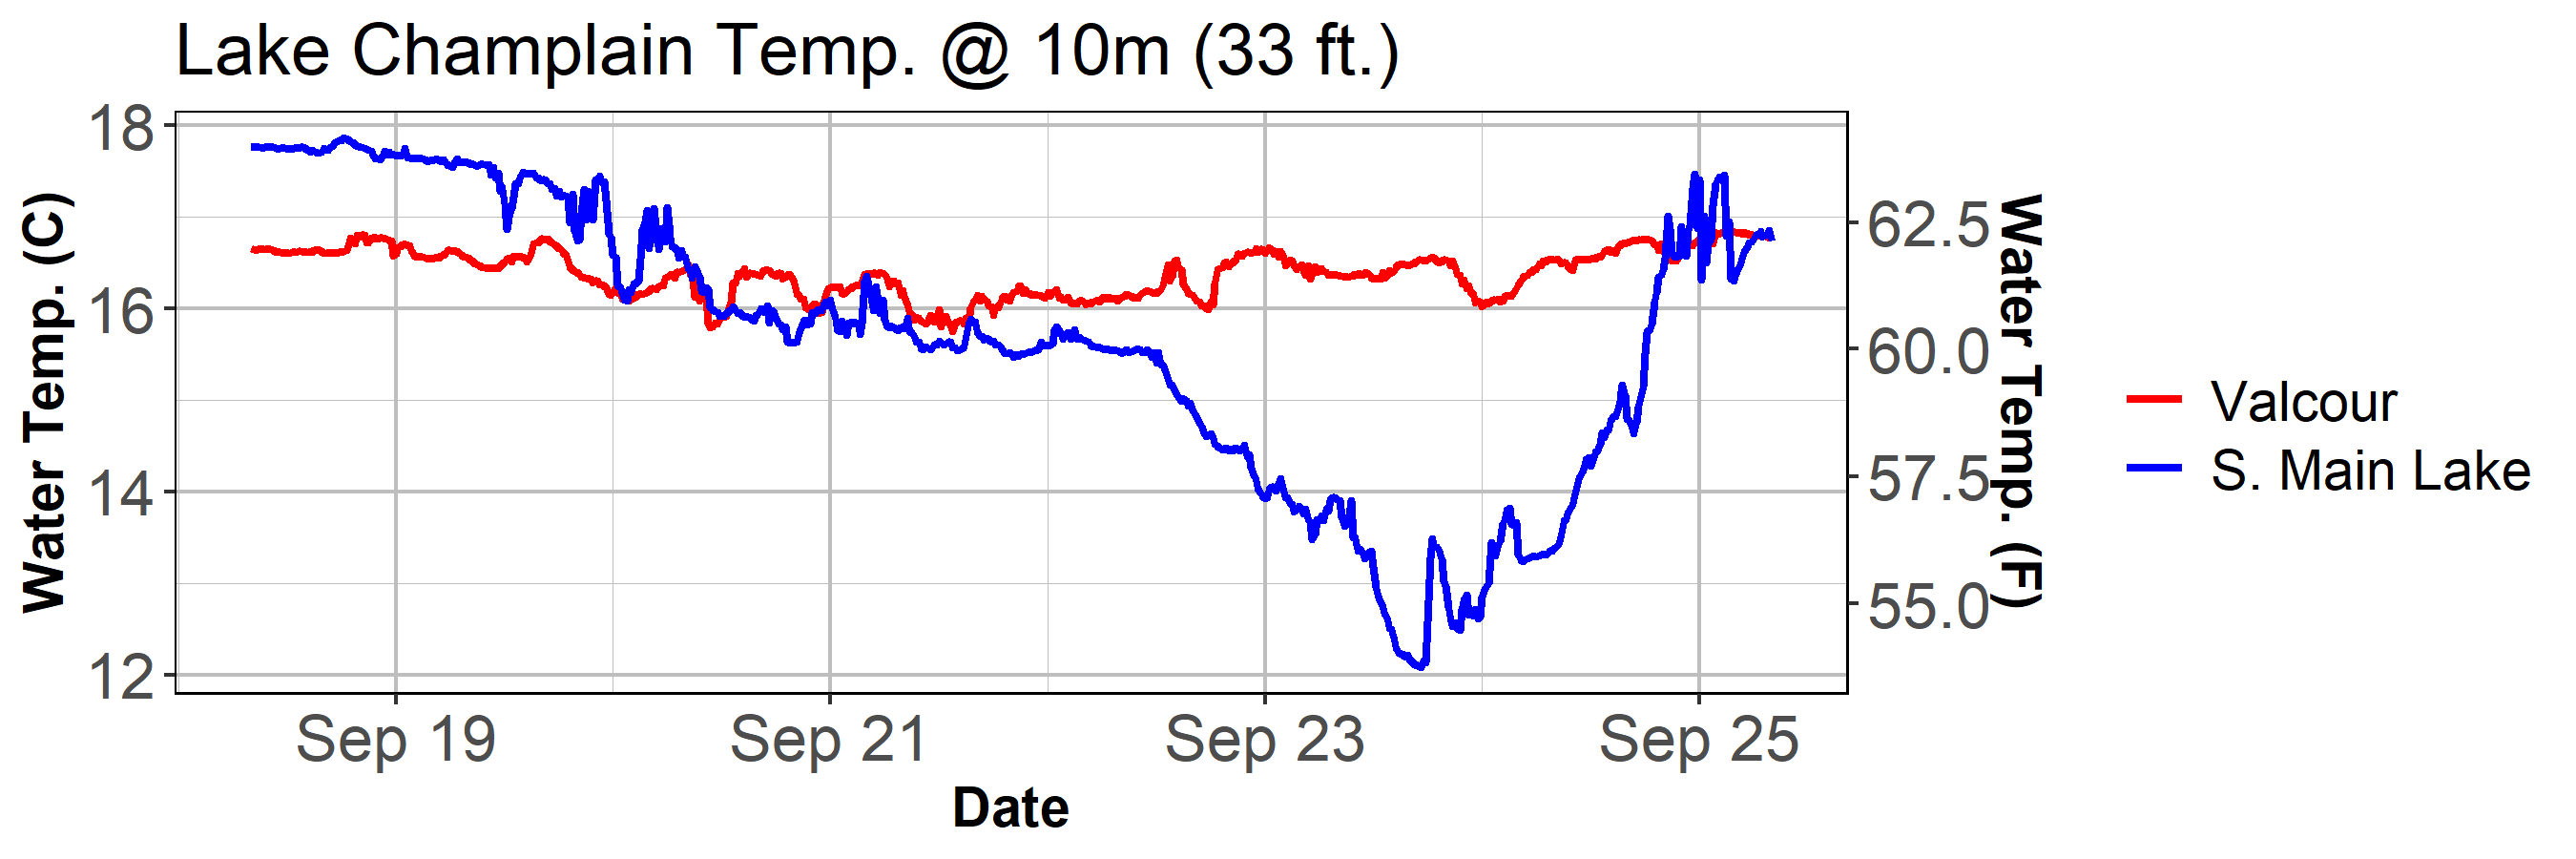 Lake Champlain Temp. @ 10m (33 ft.)
Water Temp. (C)
18
16
14
12
62.5
60.0
57.5
55.0
Water Temp. (F)
Sep 19
Sep 21
Sep 23
Sep 25
Date
Valcour
S. Main Lake